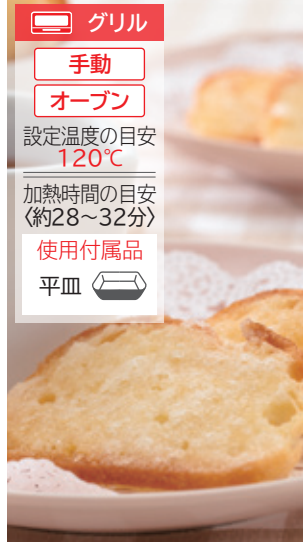 グリル
手動
オーブン
設定温度の目安
120℃
加熱時間の目安
〈約28～32分〉
使用付属品
平皿